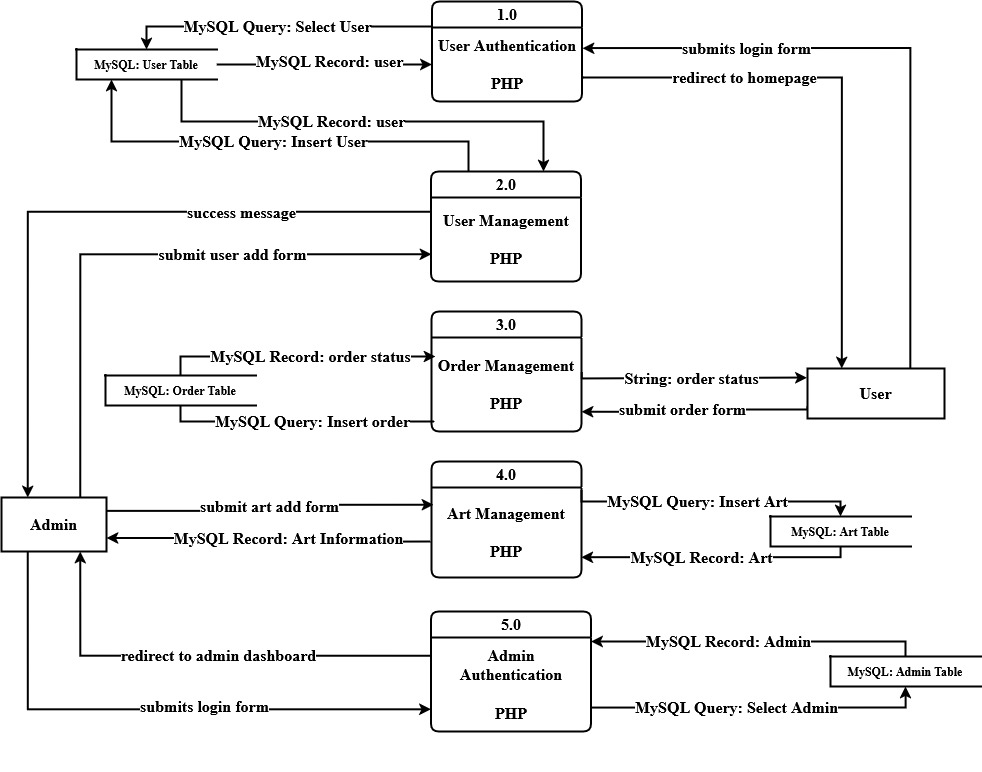 1.0
MySQL Query: Select User
User Authentication
submits login form
MySQL: User Table
MySQL Record: user
PHP
redirect to homepage
MySQL Record: user
MySQL Query: Insert User
2.0
success message
User Management
submit user add form
PHP
3.0
MySQL Record: order status
Order Management
String: order status
MySQL: Order Table
PHP
User
submit order form
MySQL Query: Insert order
4.0
submit art add form
Art Management
MySQL Query: Insert Art
Admin
MySQL: Art Table
MySQL Record: Art Information
PHP
MySQL Record: Art
5.0
redirect to admin dashboard
Admin
Authentication
MySQL Record: Admin
MySQL: Admin Table
submits login form
PHP
MySQL Query: Select Admin